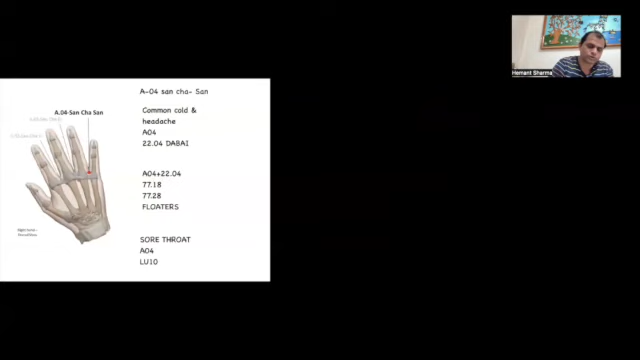 A-04 san cha- San
Common cold &
headache
A04
22.04 DABAI
A04+22.04
77.18
77.28
FLOATERS
SORE THROAT
A04
LU10
A.04-San Cha San
Hemant Sharma